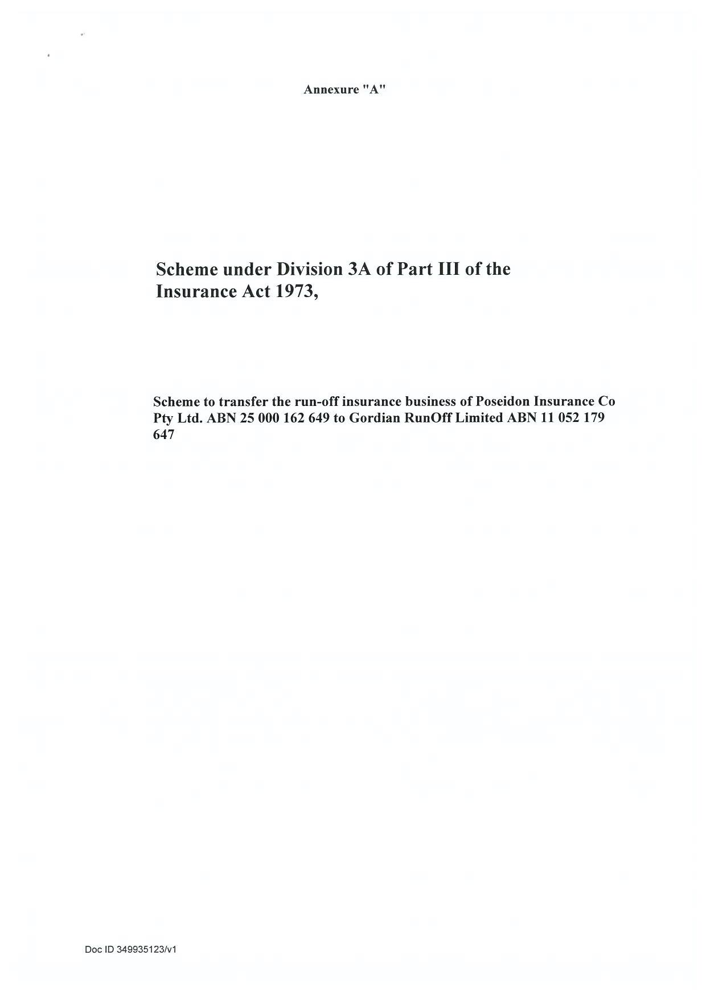 Annexure "A"
Scheme under Division 3A of Part III of the
Insurance Act 1973,
Scheme to transfer the run-off insurance business of Poseidon Insurance Co
Pty Ltd. ABN 25 000 162 649 to Gordian RunOff Limited ABN 11 052 179
647
Doc ID 349935123/v1